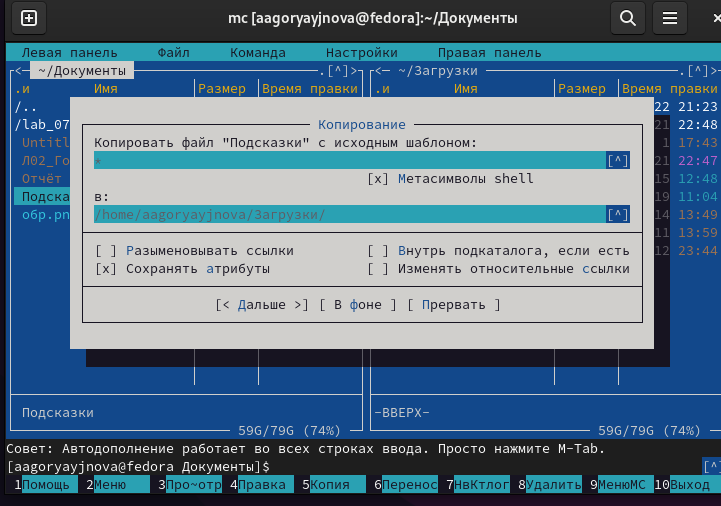 mc [aagoryayjnova@fedora]:~/Документы
Левая панель Файл Команда Настройки Правая панель
<— ~/Документы .[^]> <— ~/Загрузки .[^]>
.и Имя Размер Время правки .и Имя Размер Время правки
/.. 22 21:23
/lab_07 21 22:48
Untitl 1 17:43
Л02_Го 21 22:47
Отчёт 15 12:48
Подска 19 11:04
обр.pn 14 13:49
11 13:59
12 23:44
Копирование
Копировать файл "Подсказки" с исходным шаблоном:
* [^]
[x] Метасимволы shell
в:
/home/aagoryayjnova/Загрузки/ [^]
[ ] Разыменовывать ссылки [ ] Внутрь подкаталога, если есть
[x] Сохранять атрибуты [ ] Изменять относительные ссылки
[< Дальше >] [ В фоне ] [ Прервать ]
Подсказки -ВВЕРХ-
59G/79G (74%) 59G/79G (74%)
Совет: Автодополнение работает во всех строках ввода. Просто нажмите M-Tab.
[aagoryayjnova@fedora Документы]$ [^]
1Помощь 2Меню 3Про~отр 4Правка 5Копия 6Перенос 7НвКтлог 8Удалить 9МенюMC 10Выход